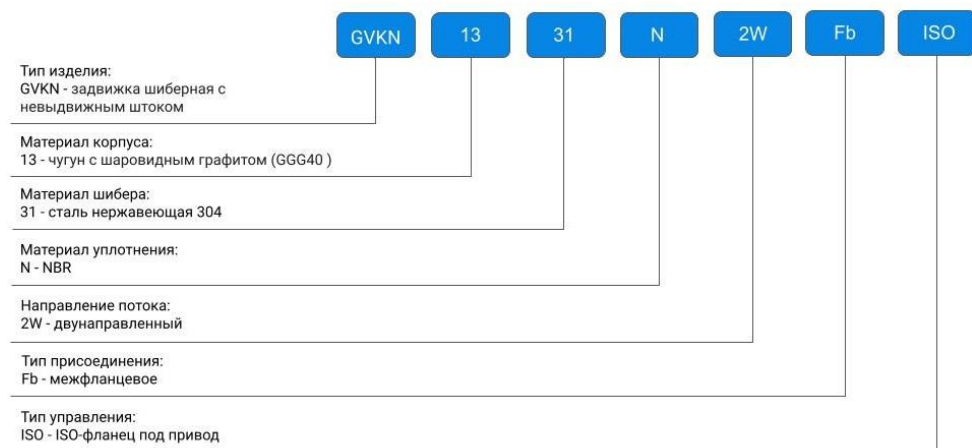 GVKN 13 31 N 2W Fb ISO
Тип изделия:
GVKN - задвижка шиберная с
невыдвижным штоком
Материал корпуса:
13 - чугун с шаровидным графитом (GGG40 )
Материал шибера:
31 - сталь нержавеющая 304
Материал уплотнения:
N - NBR
Направление потока:
2W - двунаправленный
Тип присоединения:
Fb - межфланцевое
Тип управления:
ISO - ISO-фланец под привод